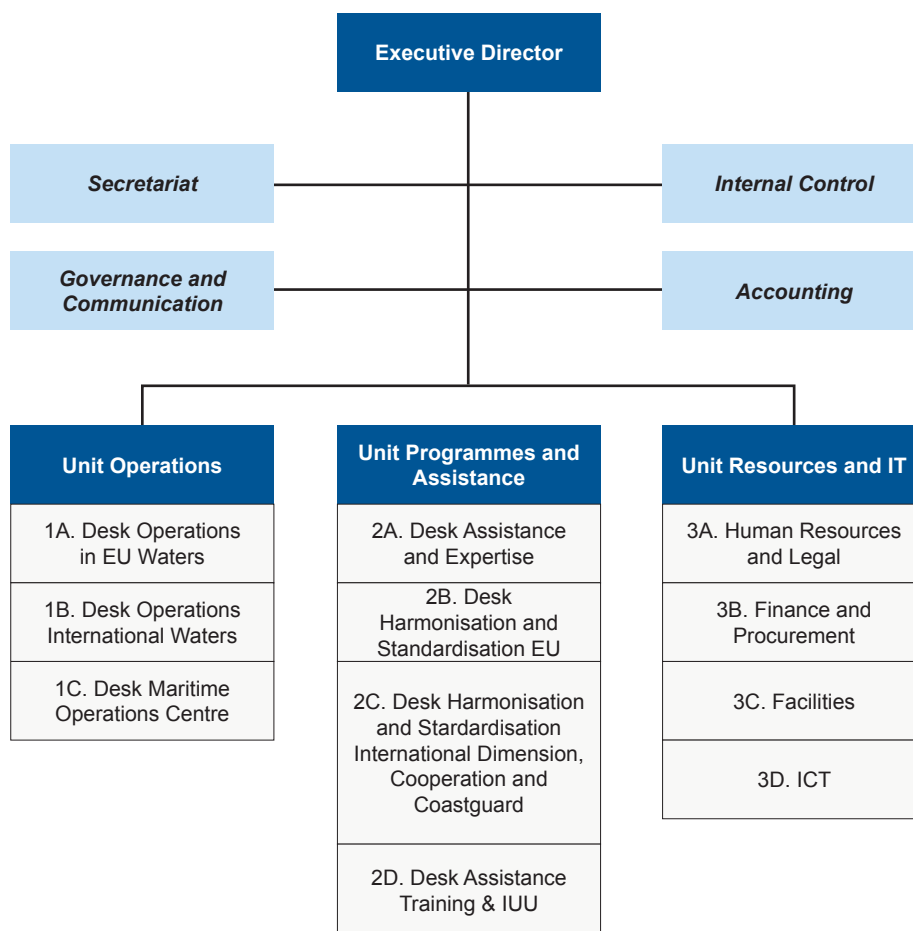 Executive Director
Secretariat
Internal Control
Governance and
Communication
Accounting
Unit Operations
1A. Desk Operations
in EU Waters
1B. Desk Operations
International Waters
1C. Desk Maritime
Operations Centre
Unit Programmes and
Assistance
2A. Desk Assistance
and Expertise
2B. Desk
Harmonisation and
Standardisation EU
2C. Desk Harmonisation
and Stardardisation
International Dimension,
Cooperation and
Coastguard
2D. Desk Assistance
Training & IUU
Unit Resources and IT
3A. Human Resources
and Legal
3B. Finance and
Procurement
3C. Facilities
3D. ICT